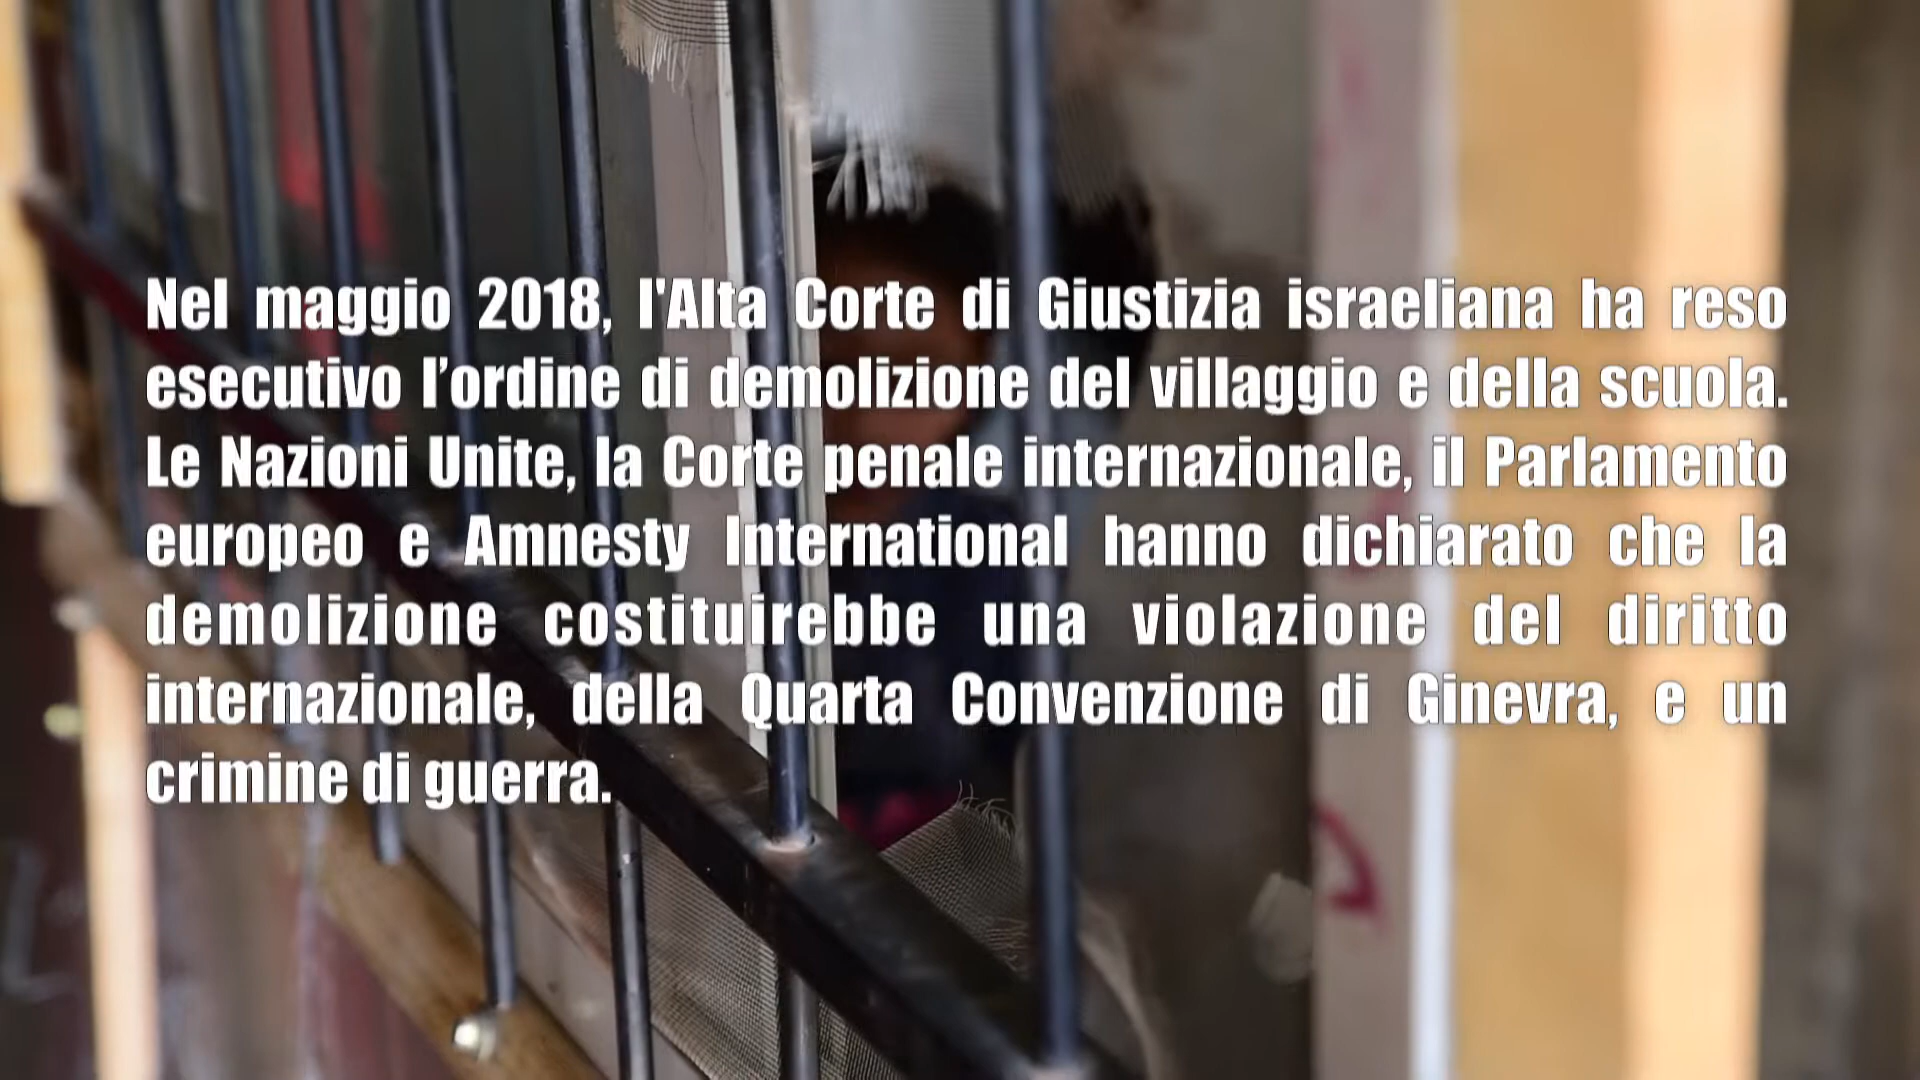 Nel maggio 2018, l'Alta Corte di Giustizia israeliana ha reso
esecutivo l’ordine di demolizione del villaggio e della scuola.
Le Nazioni Unite, la Corte penale internazionale, il Parlamento
europeo e Amnesty International hanno dichiarato che la
demolizione costituirebbe una violazione del diritto
internazionale, della Quarta Convenzione di Ginevra, e un
crimine di guerra.